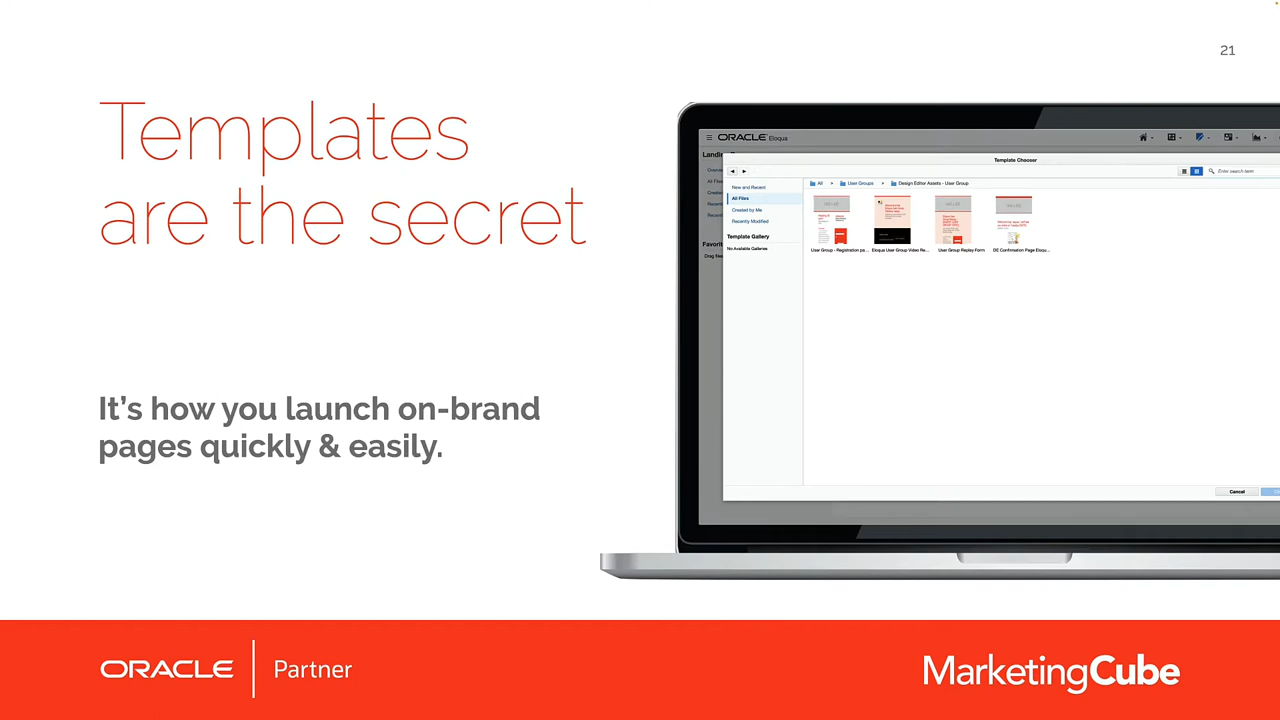 21
Templates
are the secret
It's how you launch on-brand
pages quickly & easily.
ORACLE Eloqua
Template Chooser
Enter search term
All > User Groups > Design Editor Assets - User Group
New and Recent
All Files
Created by Me
Recently Modified
Template Gallery
No Available Galleries
User Group - Registration pa...
Eloqua User Group Video Re...
User Group Replay Form
DE Confirmation Page Eloqu...
Cancel
ORACLE | Partner
MarketingCube